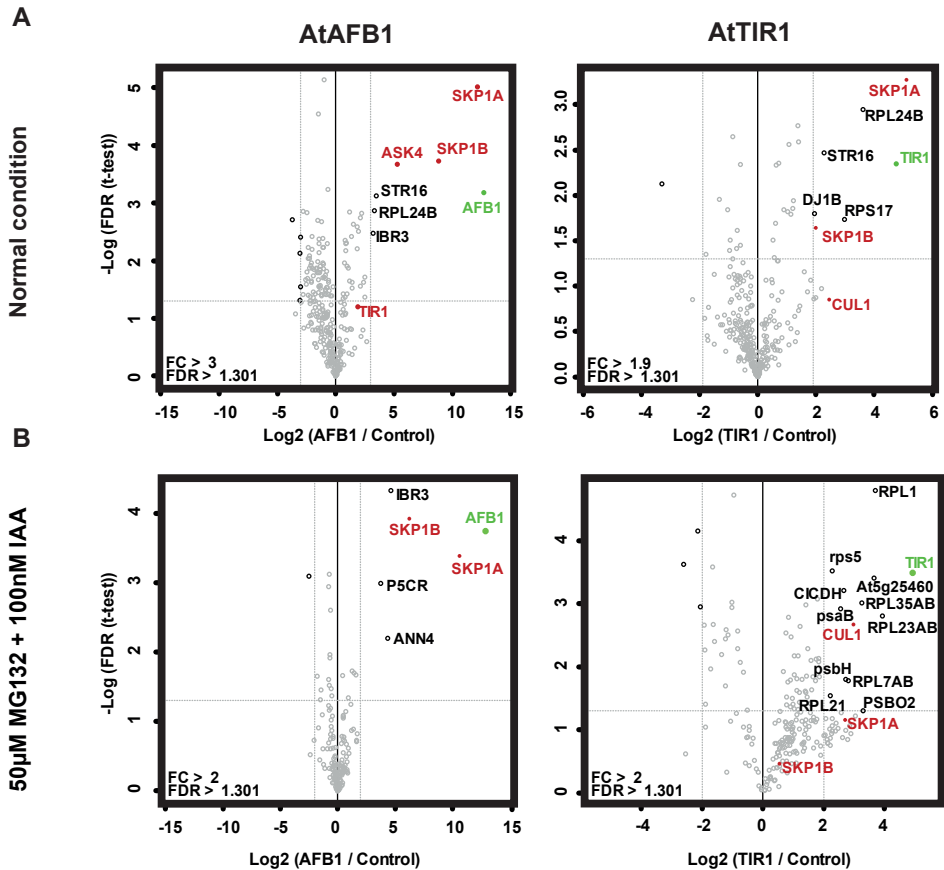 A
AtAFB1
AtTIR1
Normal condition
-Log (FDR (t-test))
5
4
3
2
1
0
SKP1A
ASK4
SKP1B
STR16
AFB1
RPL24B
IBR3
TIR1
FC > 3
FDR > 1.301
-15
-10
-5
0
5
10
15
Log2 (AFB1 / Control)
3.0
2.5
2.0
1.5
1.0
0.5
0.0
SKP1A
RPL24B
STR16
TIR1
DJ1B
RPS17
SKP1B
CUL1
FC > 1.9
FDR > 1.301
-6
-4
-2
0
2
4
6
Log2 (TIR1 / Control)
B
50µM MG132 + 100nM IAA
-Log (FDR (t-test))
4
3
2
1
0
IBR3
SKP1B
AFB1
SKP1A
P5CR
ANN4
FC > 2
FDR > 1.301
-15
-10
-5
0
5
10
15
Log2 (AFB1 / Control)
4
3
2
1
0
RPL1
rps5
TIR1
CICDH
At5g25460
psaB
RPL35AB
CUL1
RPL23AB
psbH
RPL7AB
RPL21
PSBO2
SKP1A
SKP1B
FC > 2
FDR > 1.301
-4
-2
0
2
4
Log2 (TIR1 / Control)